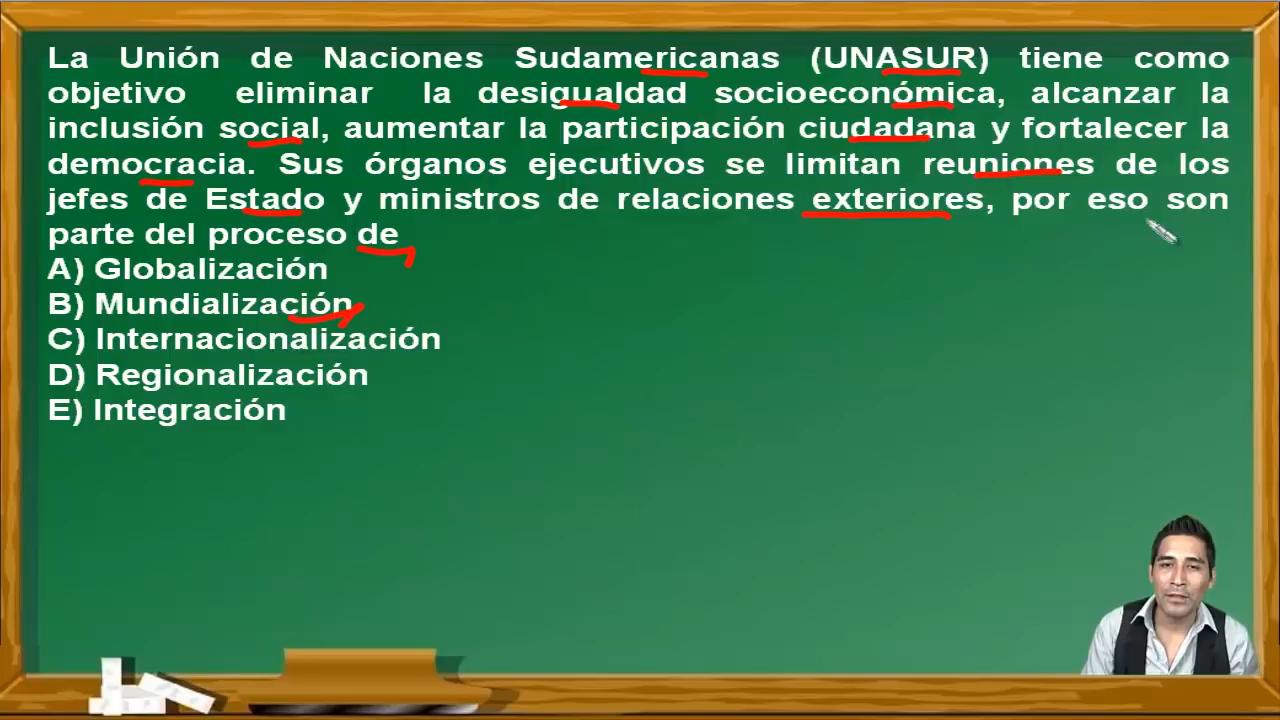 La Unión de Naciones Sudamericanas (UNASUR) tiene como
objetivo eliminar la desigualdad socioeconómica, alcanzar la
inclusión social, aumentar la participación ciudadana y fortalecer la
democracia. Sus órganos ejecutivos se limitan reuniones de los
jefes de Estado y ministros de relaciones exteriores, por eso son
parte del proceso de
A) Globalización
B) Mundialización
C) Internacionalización
D) Regionalización
E) Integración